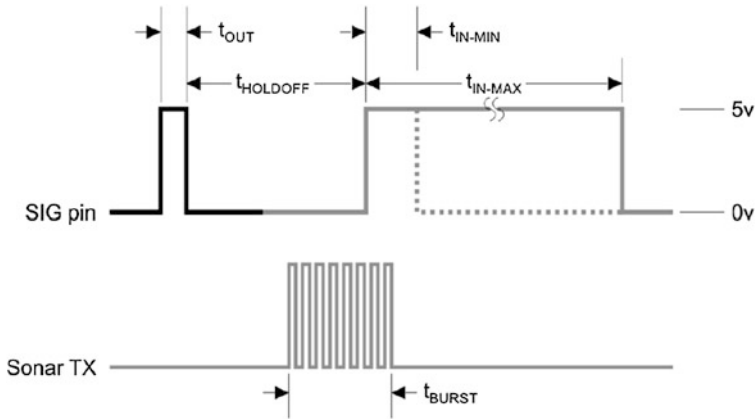 tOUT
tIN-MIN
tHOLDOFF
tIN-MAX
5v
SIG pin
0v
Sonar TX
tBURST